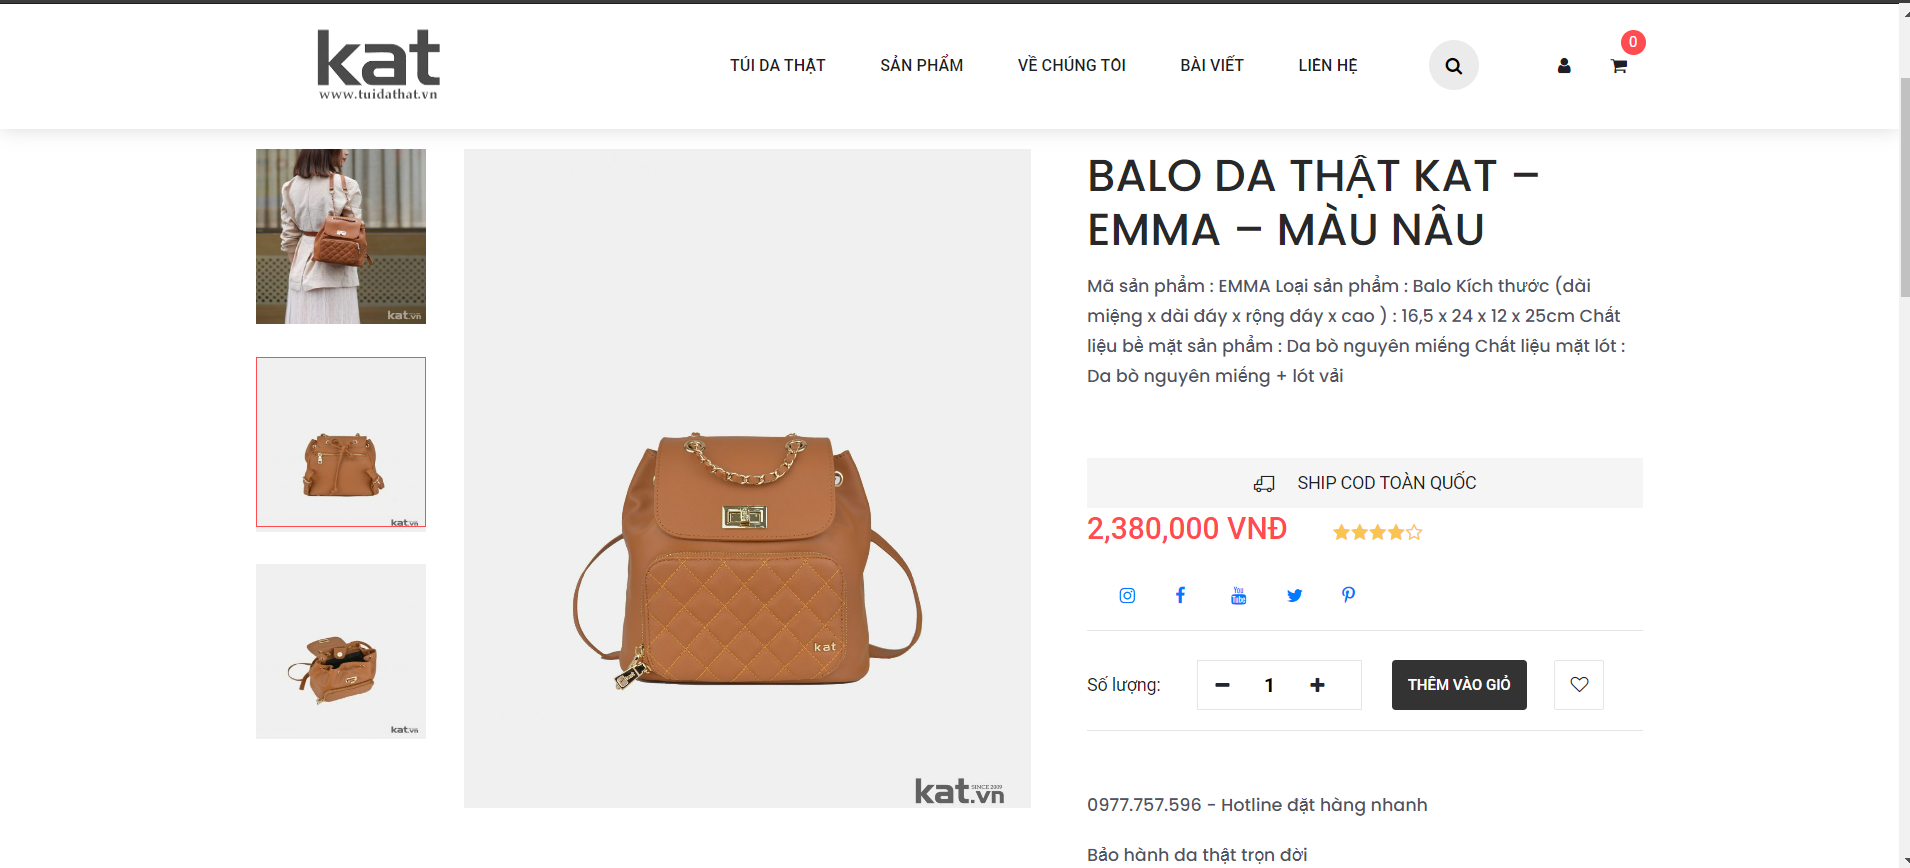 kat
www.tuidathat.vn
TÚI DA THẬT
SẢN PHẨM
VỀ CHÚNG TÔI
BÀI VIẾT
LIÊN HỆ
0
kat.vn
kat.vn
kat.vn
kat
kat.vn
SINCE 2009
BALO DA THẬT KAT –
EMMA – MÀU NÂU
Mã sản phẩm : EMMA Loại sản phẩm : Balo Kích thước (dài
miệng x dài đáy x rộng đáy x cao ) : 16,5 x 24 x 12 x 25cm Chất
liệu bề mặt sản phẩm : Da bò nguyên miếng Chất liệu mặt lót :
Da bò nguyên miếng + lót vải
SHIP COD TOÀN QUỐC
2,380,000 VNĐ
You
Tube
Số lượng:
1
THÊM VÀO GIỎ
0977.757.596 - Hotline đặt hàng nhanh
Bảo hành da thật trọn đời